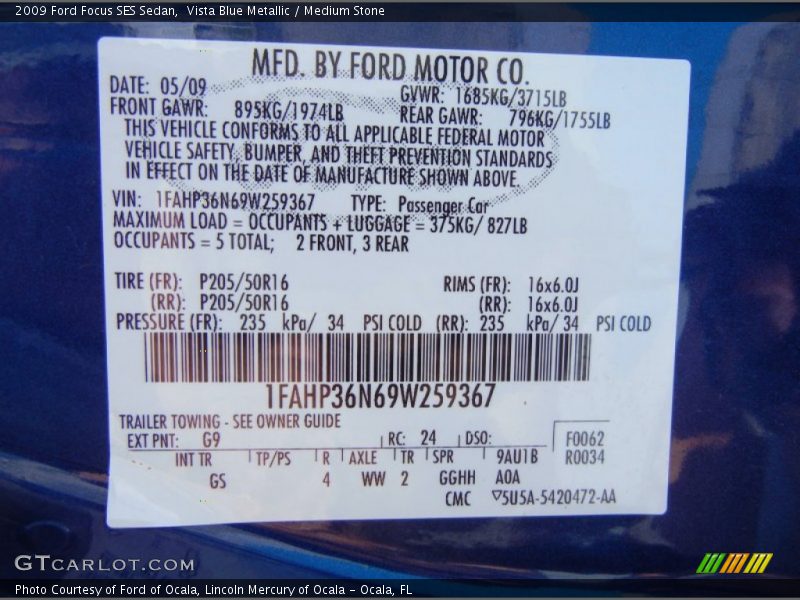 2009 Ford Focus SES Sedan,  Vista Blue Metallic / Medium Stone
MFD. BY FORD MOTOR CO.
DATE: 05/09 GVWR: 1685KG/3715LB
FRONT GAWR: 895KG/1974LB REAR GAWR: 796KG/1755LB
THIS VEHICLE CONFORMS TO ALL APPLICABLE FEDERAL MOTOR
VEHICLE SAFETY, BUMPER, AND THEFT PREVENTION STANDARDS
IN EFFECT ON THE DATE OF MANUFACTURE SHOWN ABOVE.
VIN: 1FAHP36N69W259367 TYPE: Passenger Car
MAXIMUM LOAD = OCCUPANTS + LUGGAGE = 375KG/ 827LB
OCCUPANTS = 5 TOTAL; 2 FRONT, 3 REAR
TIRE (FR): P205/50R16 RIMS (FR): 16x6.0J
(RR): P205/50R16 (RR): 16x6.0J
PRESSURE (FR): 235 kPa/ 34 PSI COLD (RR): 235 kPa/ 34 PSI COLD
1FAHP36N69W259367
TRAILER TOWING - SEE OWNER GUIDE
EXT PNT: G9 RC: 24 DSO: F0062
INT TR TP/PS R AXLE TR SPR 9AU1B R0034
GS 4 WW 2 GGHH AOA
CMC 5U5A-5420472-AA
GTCARLOT.COM
Photo Courtesy of Ford of Ocala, Lincoln Mercury of Ocala - Ocala, FL